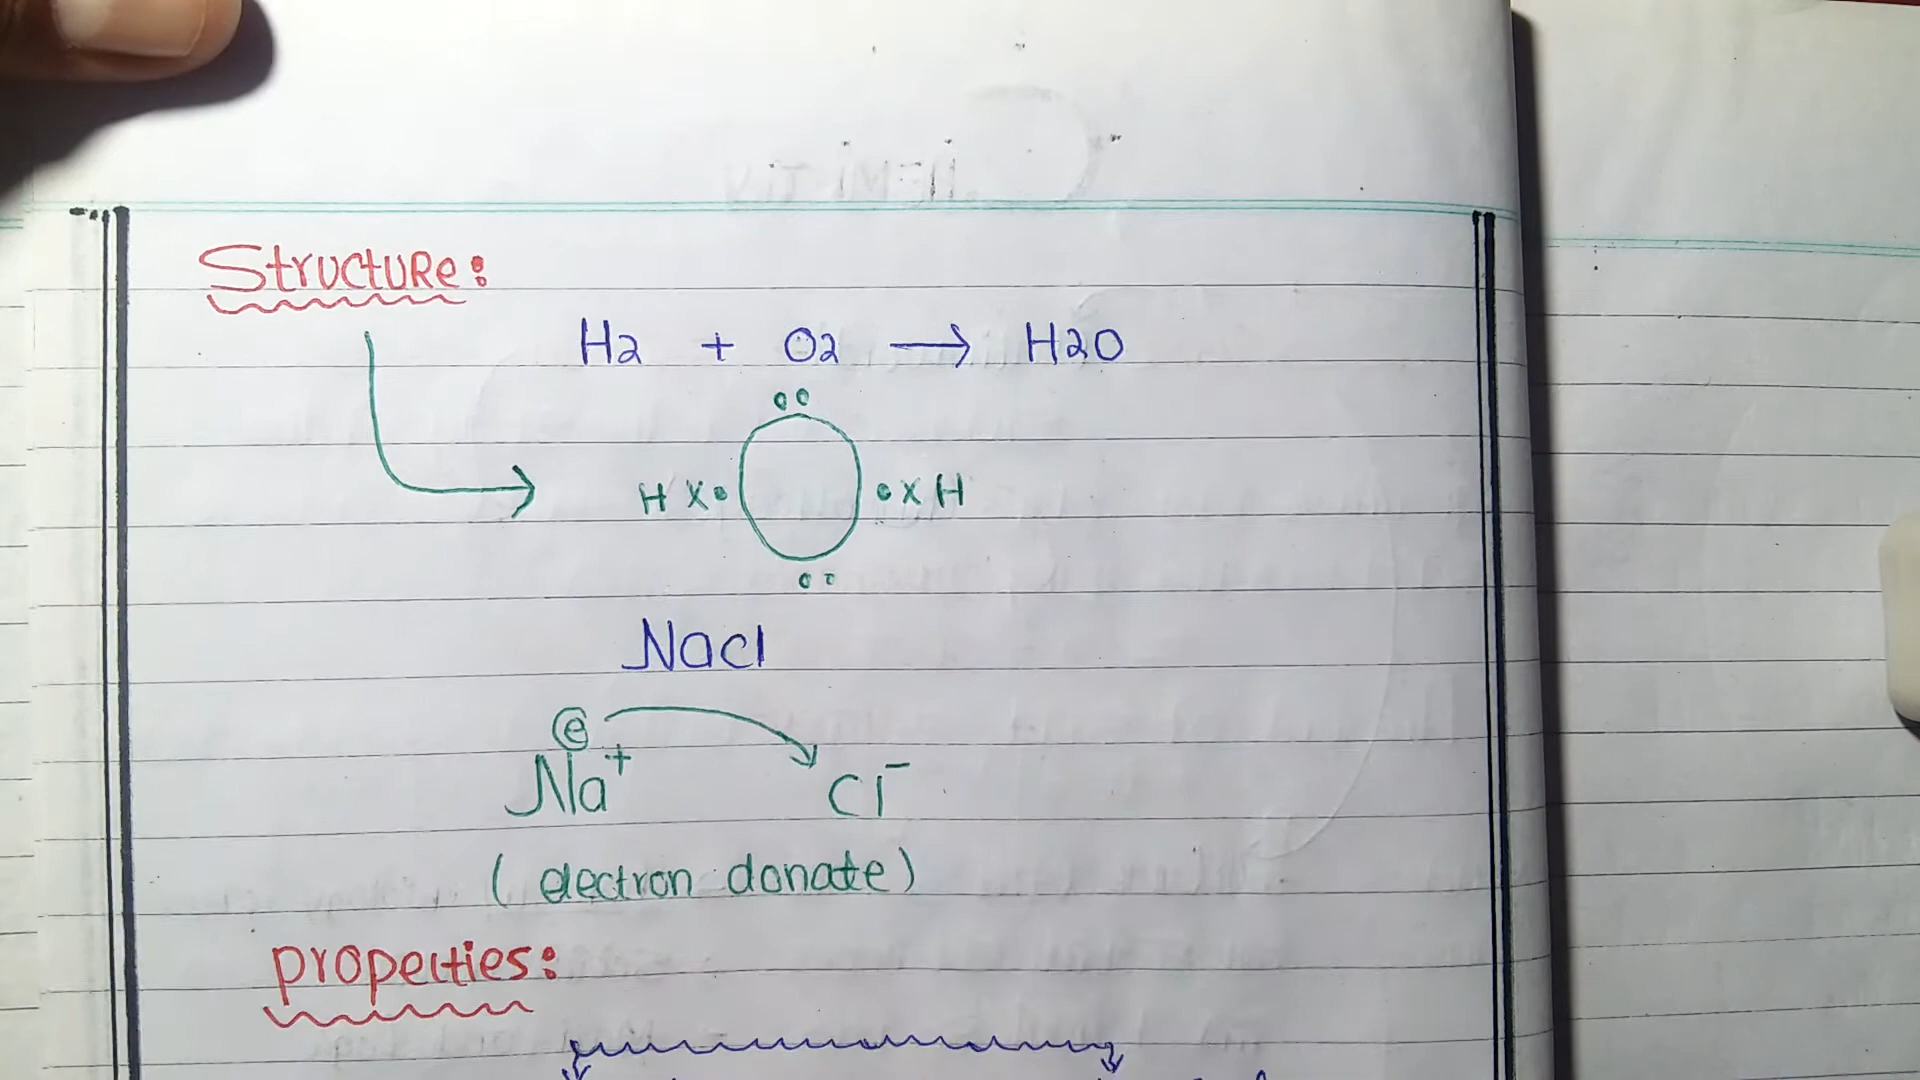 Structure:
H2 + O2 → H2O
H x• O •x H
NaCl
e
Na+ Cl-
(electron donate)
properties: